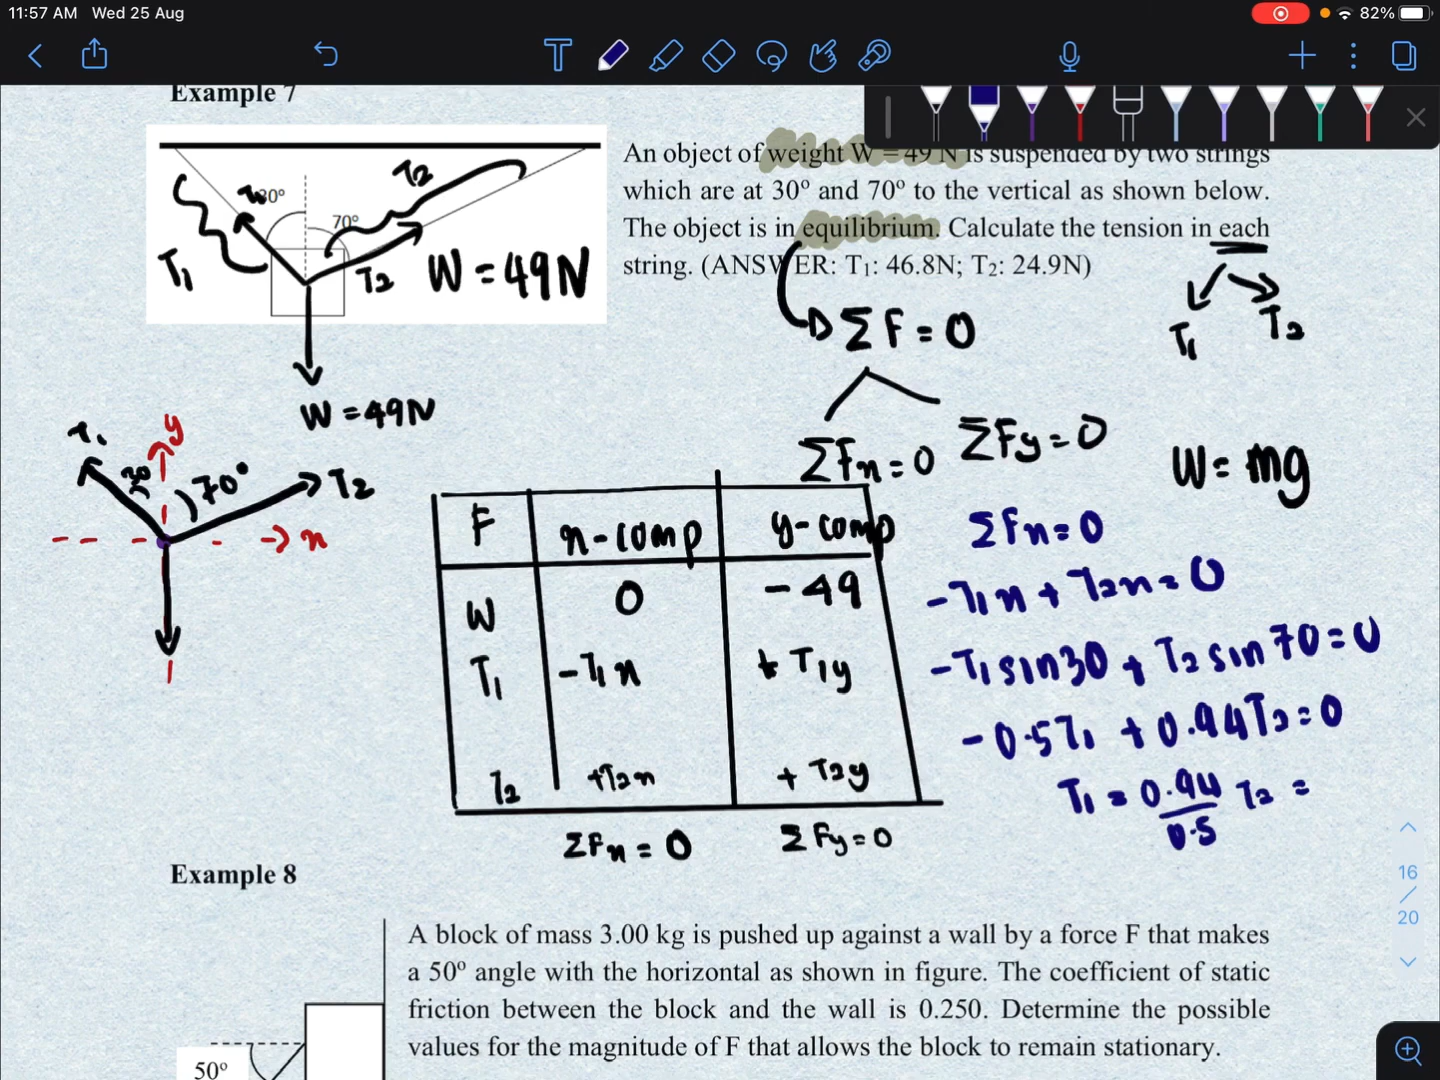 11:57 AM Wed 25 Aug
82%
T
Example 7
An object of weight W = 49 N is suspended by two strings
which are at 30º and 70º to the vertical as shown below.
The object is in equilibrium. Calculate the tension in each
string. (ANSWER: T₁: 46.8N; T₂: 24.9N)
T₂
30º
70º
T₁
T₂
W = 49N
W = 49N
ΣF = 0
T₁
T₂
ΣFx = 0
ΣFy = 0
W = mg
T₁
y
30
70°
T₂
x
F x-comp y-comp
W 0 - 49
T₁ -T₁x + T₁y
T₂ +T₂x + T₂y
ΣFx = 0 ΣFy = 0
ΣFx = 0
-T₁x + T₂x = 0
-T₁ sin30 + T₂ sin 70 = 0
- 0.5T₁ + 0.94T₂ = 0
T₁ = 0.94/0.5 T₂ =
16
/
20
Example 8
A block of mass 3.00 kg is pushed up against a wall by a force F that makes
a 50º angle with the horizontal as shown in figure. The coefficient of static
friction between the block and the wall is 0.250. Determine the possible
values for the magnitude of F that allows the block to remain stationary.
50º